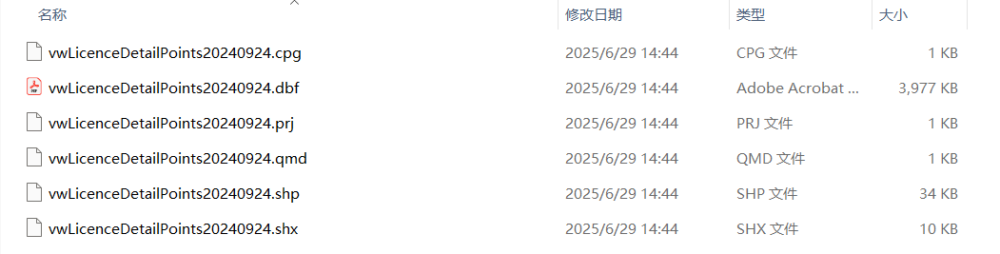 名称 修改日期 类型 大小
vwLicenceDetailPoints20240924.cpg 2025/6/29 14:44 CPG 文件 1 KB
vwLicenceDetailPoints20240924.dbf 2025/6/29 14:44 Adobe Acrobat ... 3,977 KB
vwLicenceDetailPoints20240924.prj 2025/6/29 14:44 PRJ 文件 1 KB
vwLicenceDetailPoints20240924.qmd 2025/6/29 14:44 QMD 文件 1 KB
vwLicenceDetailPoints20240924.shp 2025/6/29 14:44 SHP 文件 34 KB
vwLicenceDetailPoints20240924.shx 2025/6/29 14:44 SHX 文件 10 KB